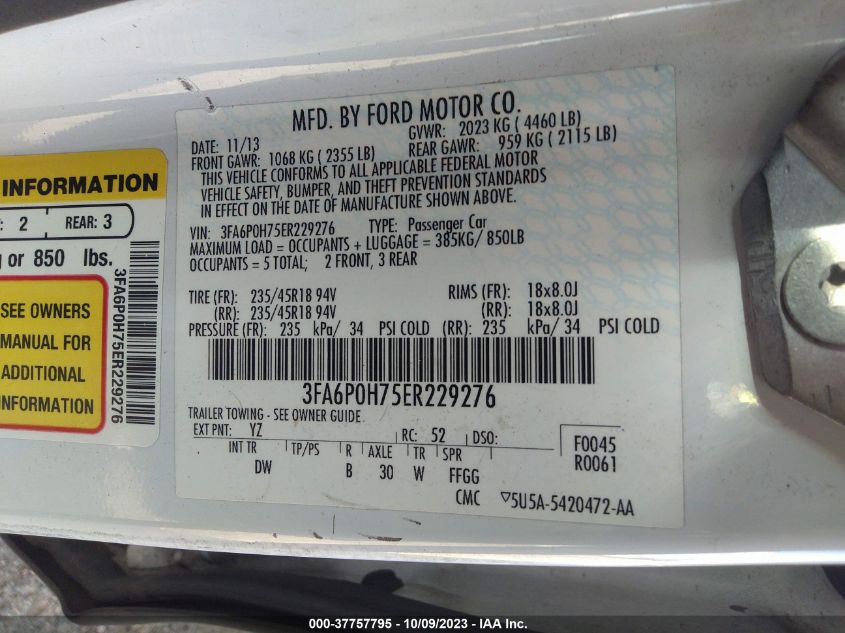 MFD. BY FORD MOTOR CO.
DATE: 11/13 GVWR: 2023 KG ( 4460 LB)
FRONT GAWR: 1068 KG ( 2355 LB) REAR GAWR: 959 KG ( 2115 LB)
THIS VEHICLE CONFORMS TO ALL APPLICABLE FEDERAL MOTOR
VEHICLE SAFETY, BUMPER, AND THEFT PREVENTION STANDARDS
IN EFFECT ON THE DATE OF MANUFACTURE SHOWN ABOVE.
VIN: 3FA6P0H75ER229276 TYPE: Passenger Car
MAXIMUM LOAD = OCCUPANTS + LUGGAGE = 385KG/ 850LB
OCCUPANTS = 5 TOTAL; 2 FRONT, 3 REAR
TIRE (FR): 235/45R18 94V RIMS (FR): 18x8.0J
(RR): 235/45R18 94V (RR): 18x8.0J
PRESSURE (FR): 235 kPa/ 34 PSI COLD (RR): 235 kPa/ 34 PSI COLD
3FA6P0H75ER229276
TRAILER TOWING - SEE OWNER GUIDE.
EXT PNT: YZ RC: 52 DSO: F0045
INT TR TP/PS R AXLE TR SPR R0061
DW B 30 W FFGG
CMC ▽5U5A-5420472-AA
INFORMATION
: 2 REAR: 3
or 850 lbs.
SEE OWNERS
MANUAL FOR
ADDITIONAL
INFORMATION
3FA6P0H75ER229276
000-37757795 - 10/09/2023 - IAA Inc.